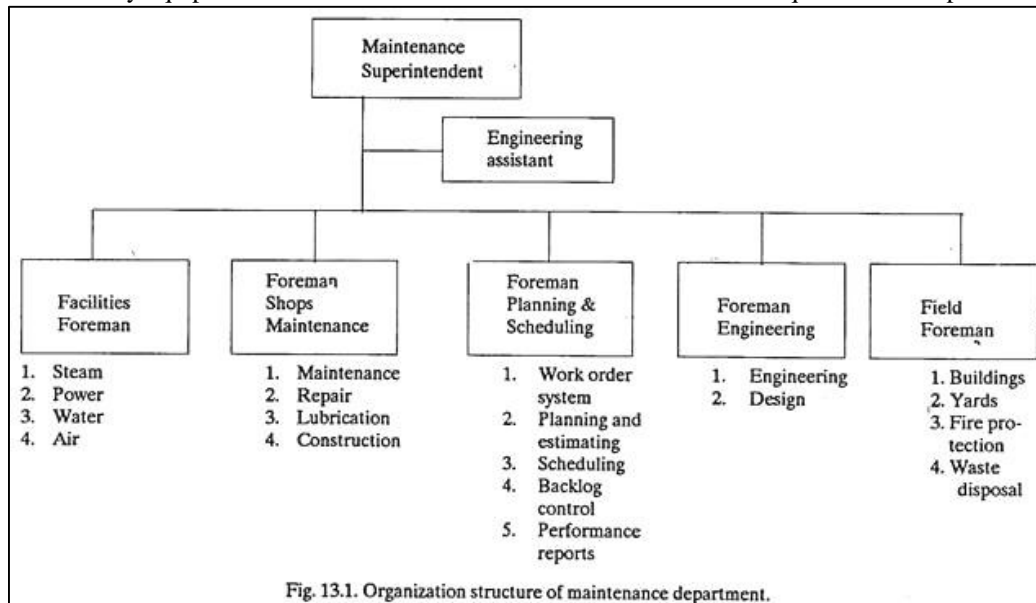 Maintenance
Superintendent
Engineering
assistant
Facilities
Foreman
1. Steam
2. Power
3. Water
4. Air
Foreman
Shops
Maintenance
1. Maintenance
2. Repair
3. Lubrication
4. Construction
Foreman
Planning &
Scheduling
1. Work order
system
2. Planning and
estimating
3. Scheduling
4. Backlog
control
5. Performance
reports
Foreman
Engineering
1. Engineering
2. Design
Field
Foreman
1. Buildings
2. Yards
3. Fire pro-
tection
4. Waste
disposal
Fig. 13.1. Organization structure of maintenance department.